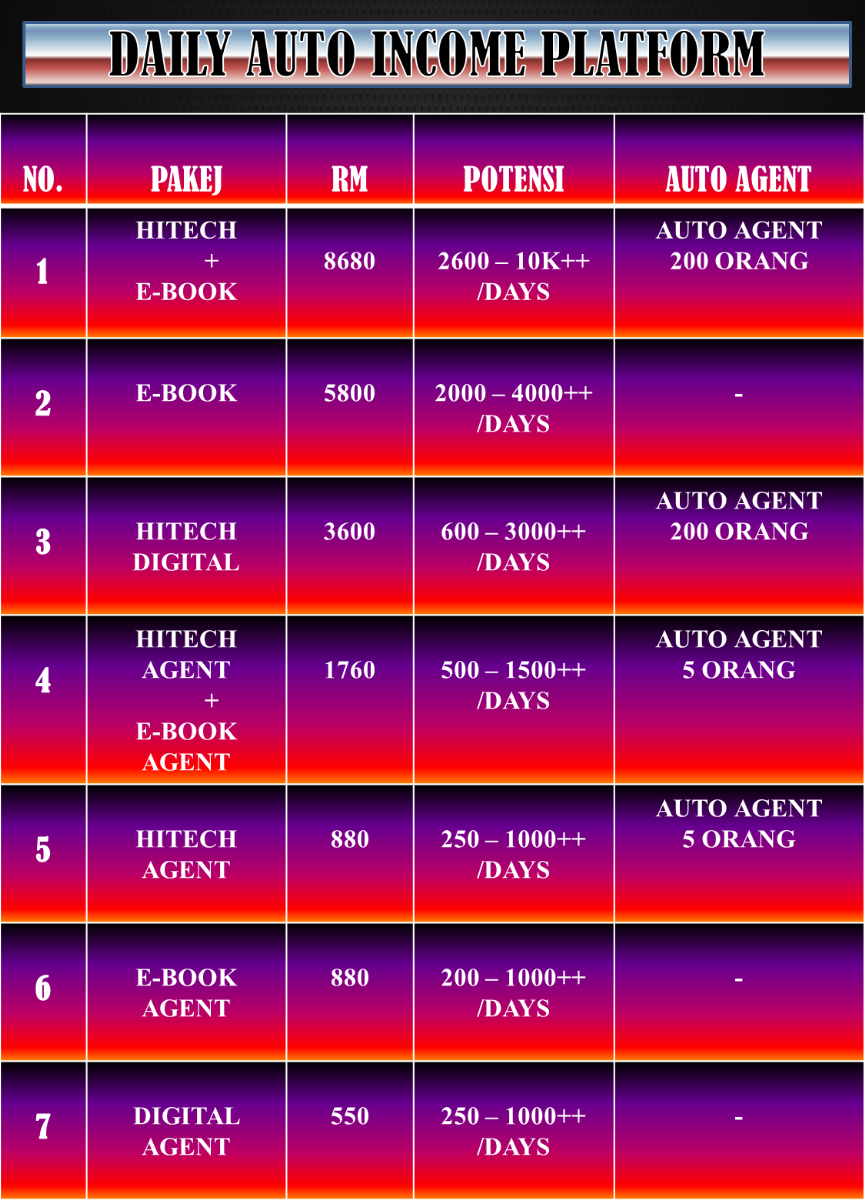 DAILY AUTO INCOME PLATFORM
NO. PAKEJ RM POTENSI AUTO AGENT
1
HITECH
+
E-BOOK
8680
2600 – 10K++
/DAYS
AUTO AGENT
200 ORANG
2
E-BOOK
5800
2000 – 4000++
/DAYS
-
3
HITECH
DIGITAL
3600
600 – 3000++
/DAYS
AUTO AGENT
200 ORANG
4
HITECH
AGENT
+
E-BOOK
AGENT
1760
500 – 1500++
/DAYS
AUTO AGENT
5 ORANG
5
HITECH
AGENT
880
250 – 1000++
/DAYS
AUTO AGENT
5 ORANG
6
E-BOOK
AGENT
880
200 – 1000++
/DAYS
-
7
DIGITAL
AGENT
550
250 – 1000++
/DAYS
-